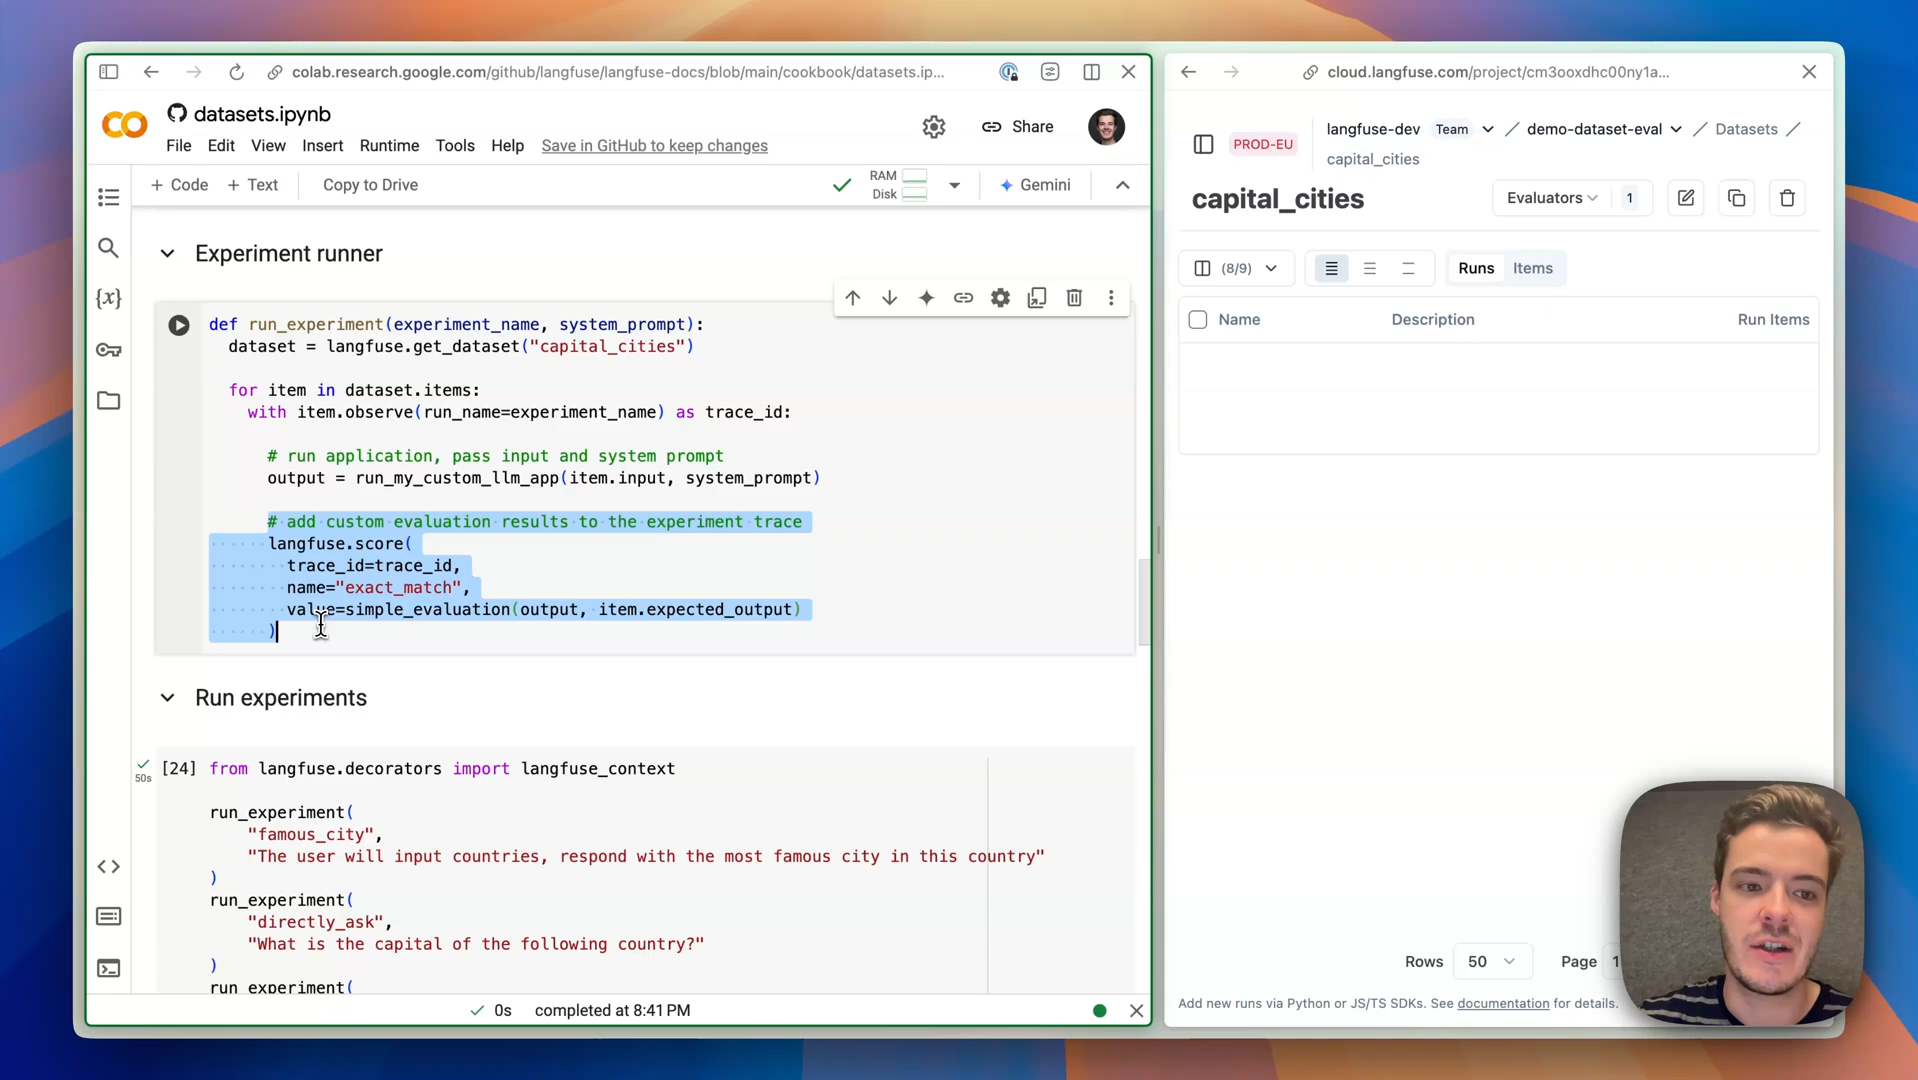 colab.research.google.com/github/langfuse/langfuse-docs/blob/main/cookbook/datasets.ip...
datasets.ipynb
Share
File Edit View Insert Runtime Tools Help Save in GitHub to keep changes
+ Code + Text Copy to Drive
RAM
Disk
Gemini
{x}
Experiment runner
def run_experiment(experiment_name, system_prompt):
dataset = langfuse.get_dataset("capital_cities")
for item in dataset.items:
with item.observe(run_name=experiment_name) as trace_id:
# run application, pass input and system prompt
output = run_my_custom_llm_app(item.input, system_prompt)
# add custom evaluation results to the experiment trace
langfuse.score(
trace_id=trace_id,
name="exact_match",
value=simple_evaluation(output, item.expected_output)
)
Run experiments
50s
[24] from langfuse.decorators import langfuse_context
run_experiment(
"famous_city",
"The user will input countries, respond with the most famous city in this country"
)
run_experiment(
"directly_ask",
"What is the capital of the following country?"
)
run_experiment(
0s completed at 8:41 PM
cloud.langfuse.com/project/cm3ooxdhc00ny1a...
PROD-EU
langfuse-dev Team / demo-dataset-eval / Datasets /
capital_cities
capital_cities
Evaluators 1
(8/9)
Runs Items
Name Description Run Items
Rows 50 Page 1
Add new runs via Python or JS/TS SDKs. See documentation for details.